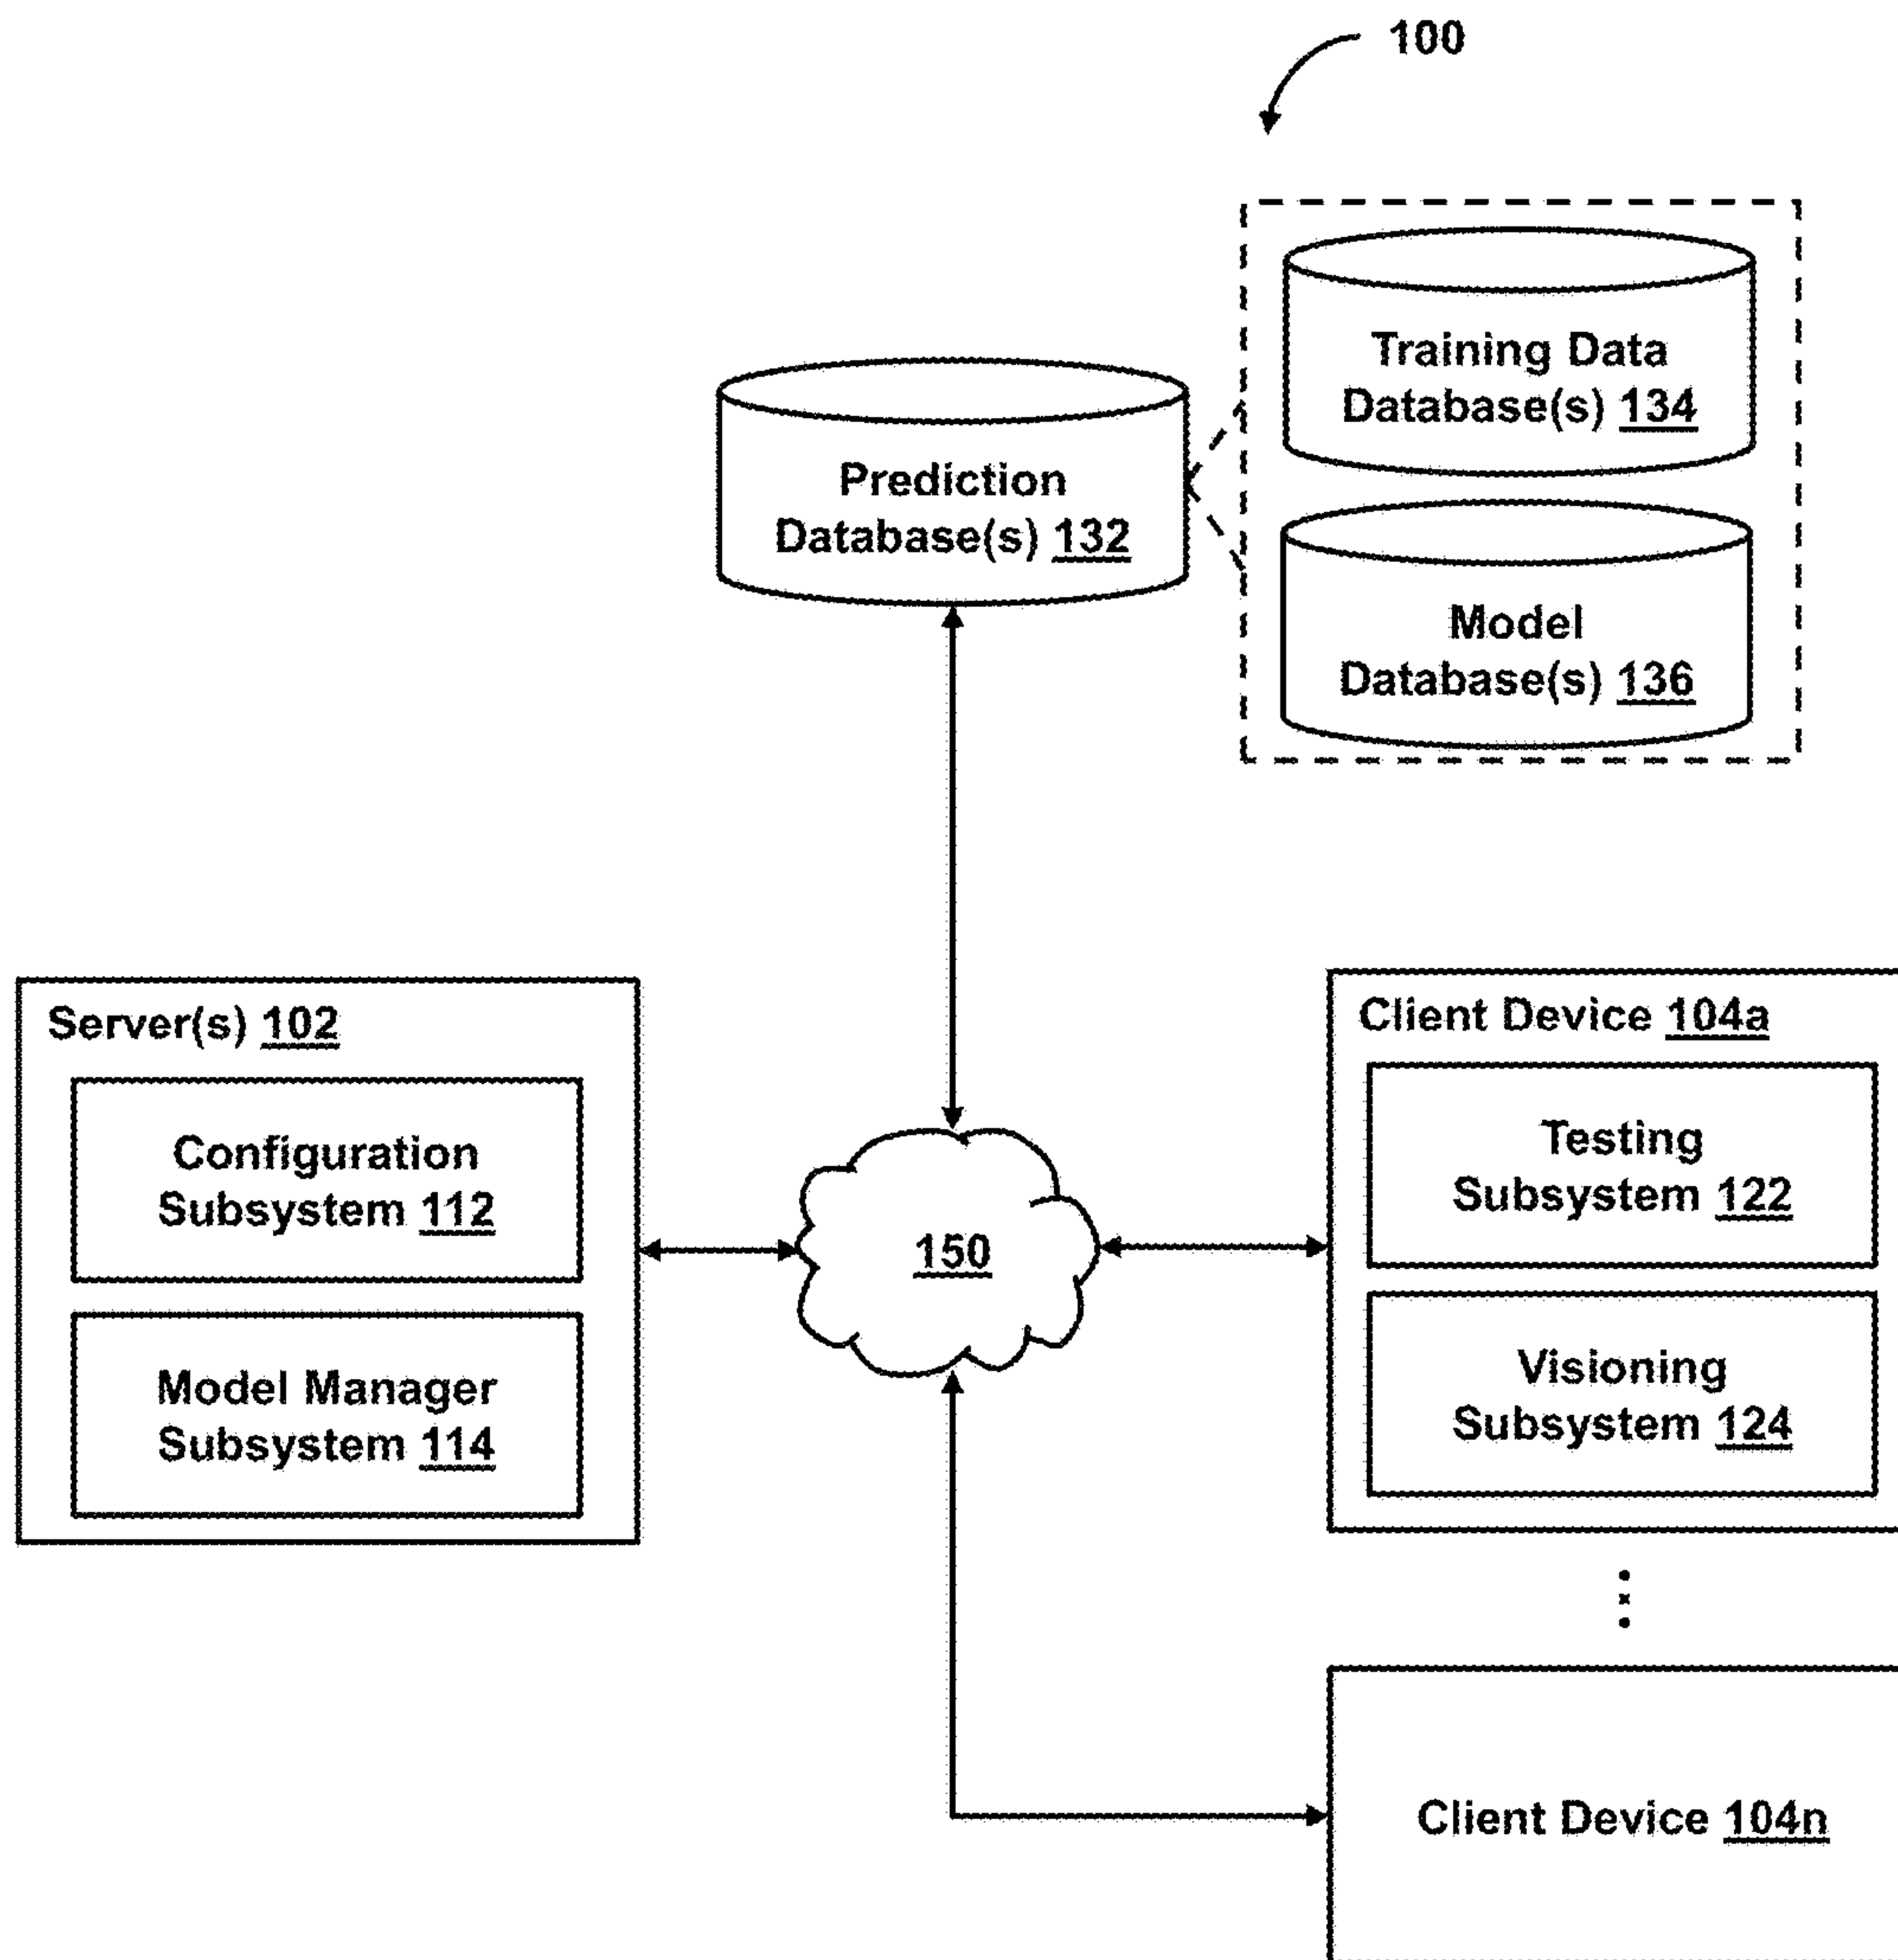 100
Training Data
Database(s) 134
Prediction
Database(s) 132
Model
Database(s) 136
Server(s) 102
Configuration
Subsystem 112
Model Manager
Subsystem 114
150
Client Device 104a
Testing
Subsystem 122
Visioning
Subsystem 124
Client Device 104n